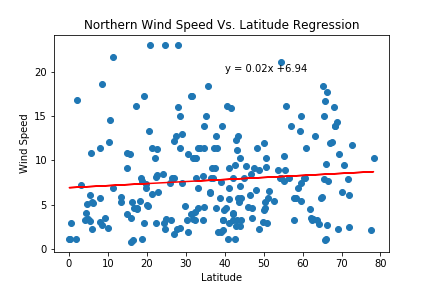 Northern Wind Speed Vs. Latitude Regression
y = 0.02x +6.94
Wind Speed
20
15
10
5
0
0 10 20 30 40 50 60 70 80
Latitude